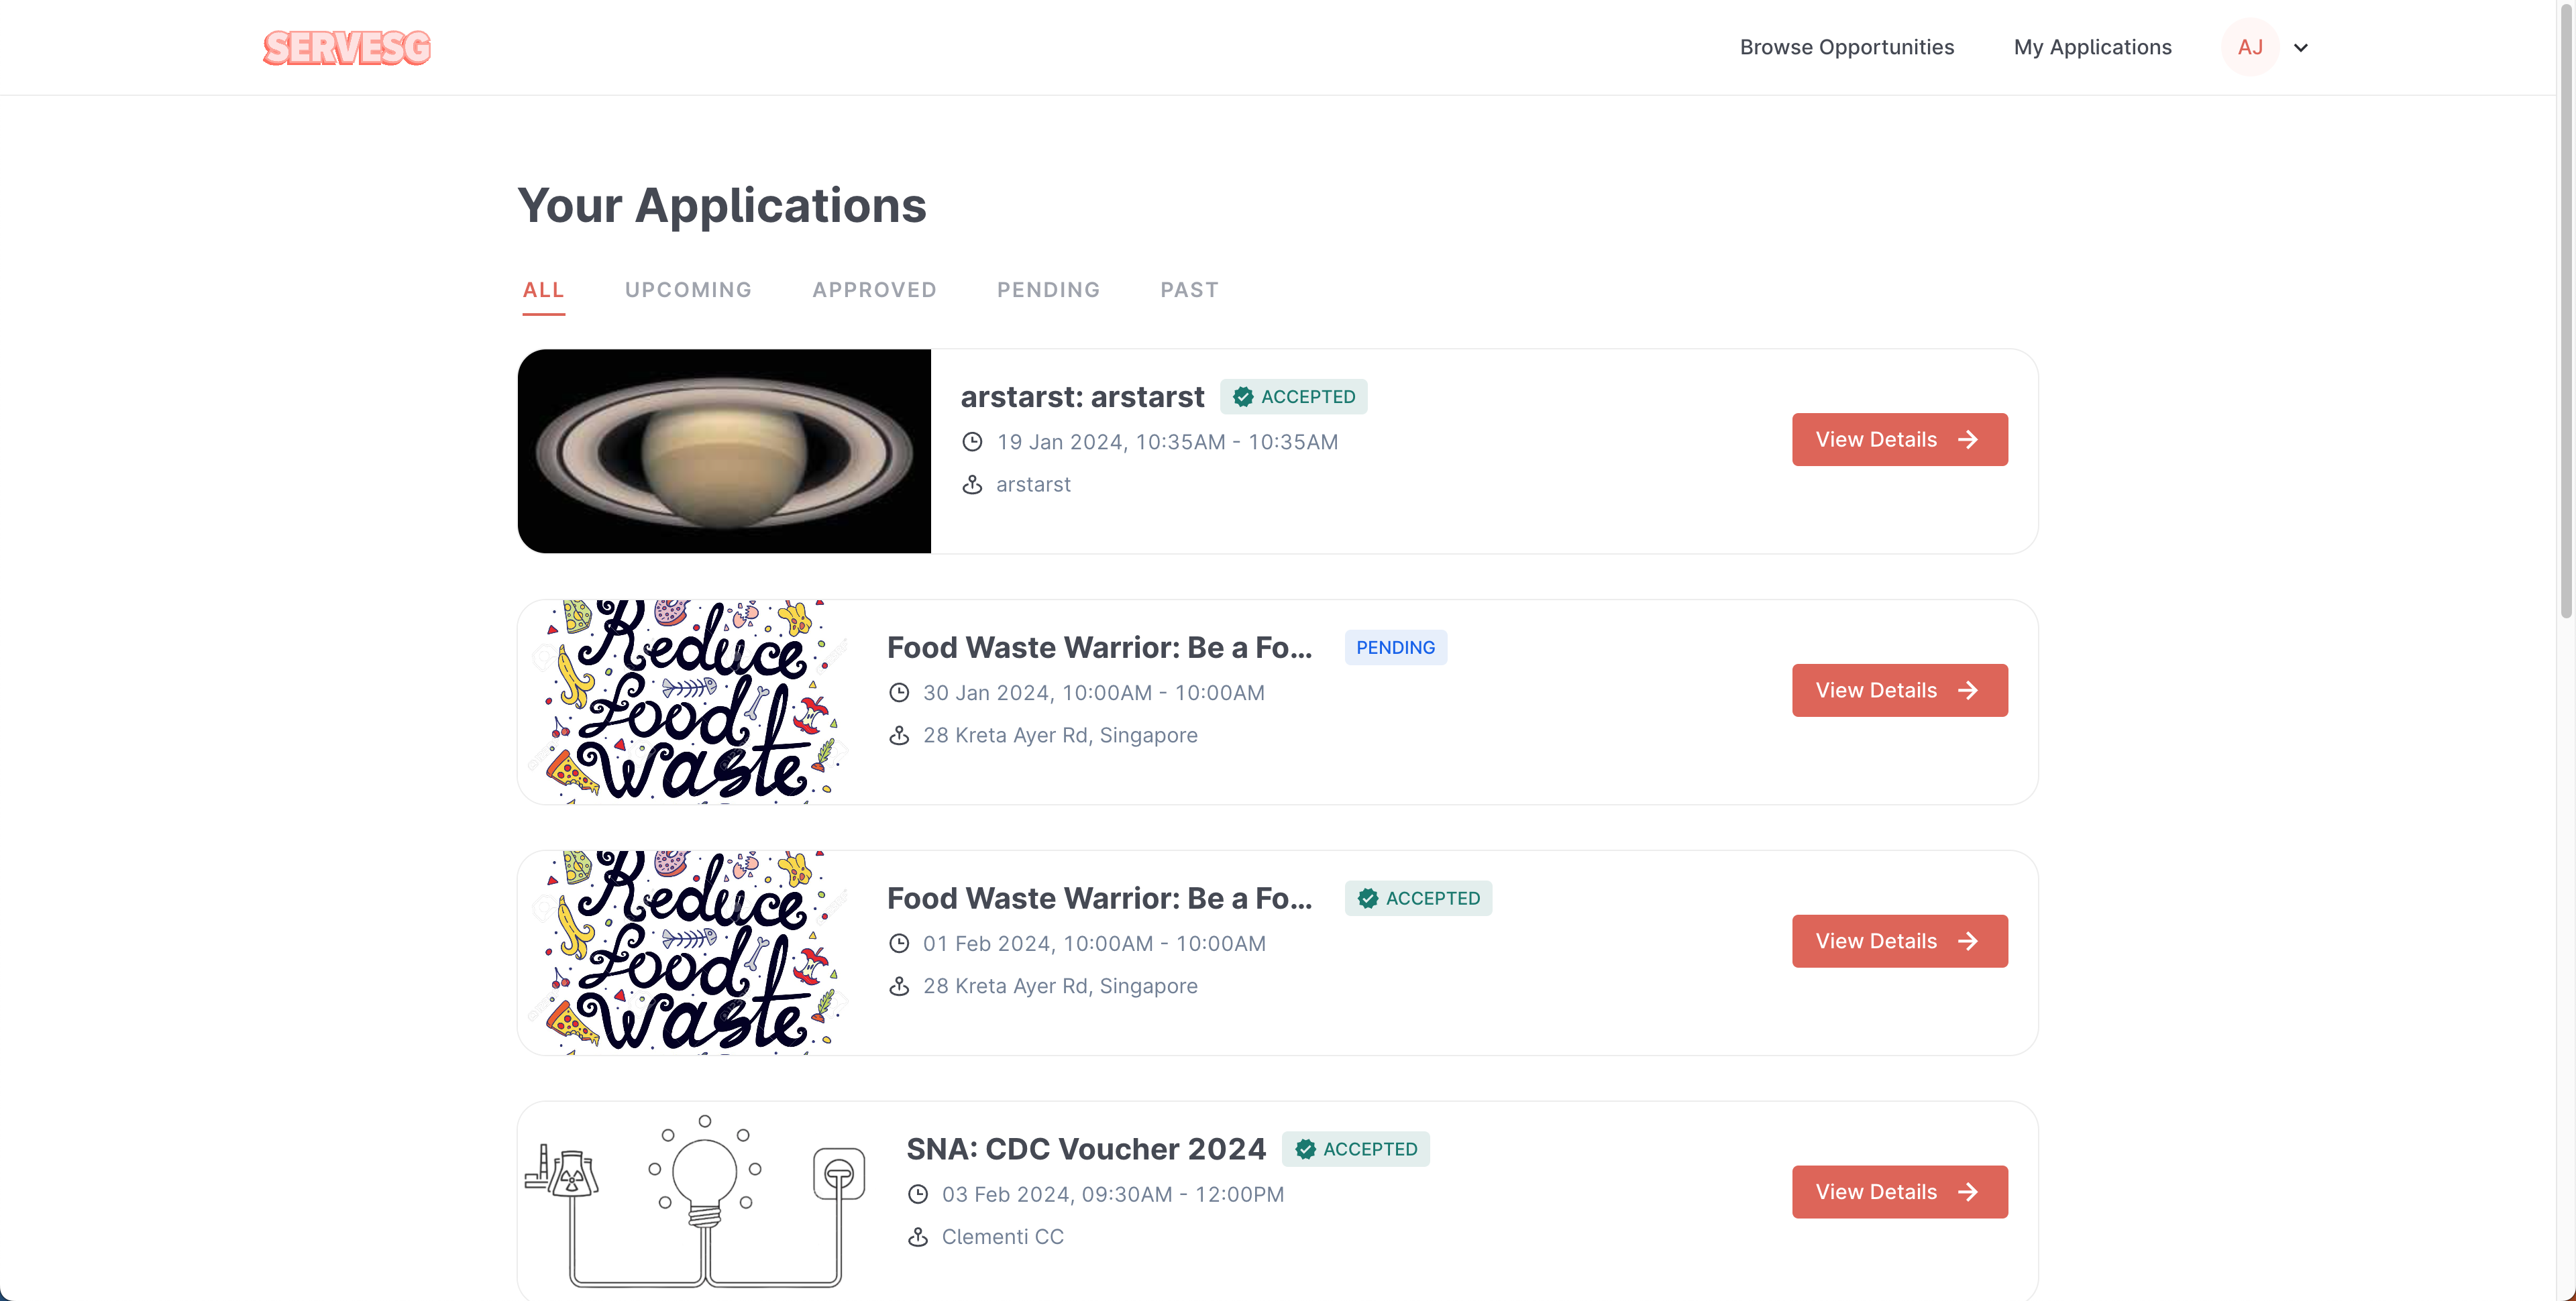 SERVESG
Browse Opportunities
My Applications
AJ
Your Applications
ALL
UPCOMING
APPROVED
PENDING
PAST
arstarst: arstarst
ACCEPTED
19 Jan 2024, 10:35AM - 10:35AM
arstarst
View Details
Reduce
Food
Waste
Food Waste Warrior: Be a Fo...
PENDING
30 Jan 2024, 10:00AM - 10:00AM
28 Kreta Ayer Rd, Singapore
View Details
Reduce
Food
Waste
Food Waste Warrior: Be a Fo...
ACCEPTED
01 Feb 2024, 10:00AM - 10:00AM
28 Kreta Ayer Rd, Singapore
View Details
SNA: CDC Voucher 2024
ACCEPTED
03 Feb 2024, 09:30AM - 12:00PM
Clementi CC
View Details